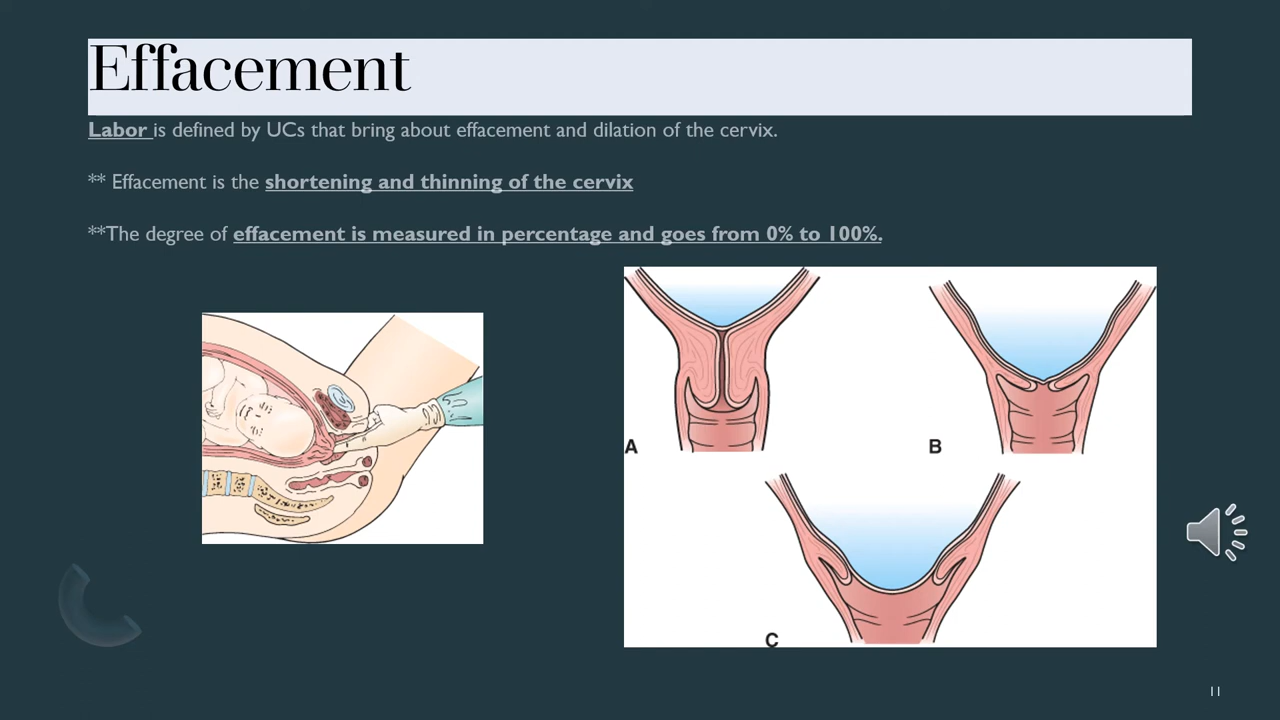 Effacement
Labor is defined by UCs that bring about effacement and dilation of the cervix.
** Effacement is the shortening and thinning of the cervix
**The degree of effacement is measured in percentage and goes from 0% to 100%.
A
B
C
11